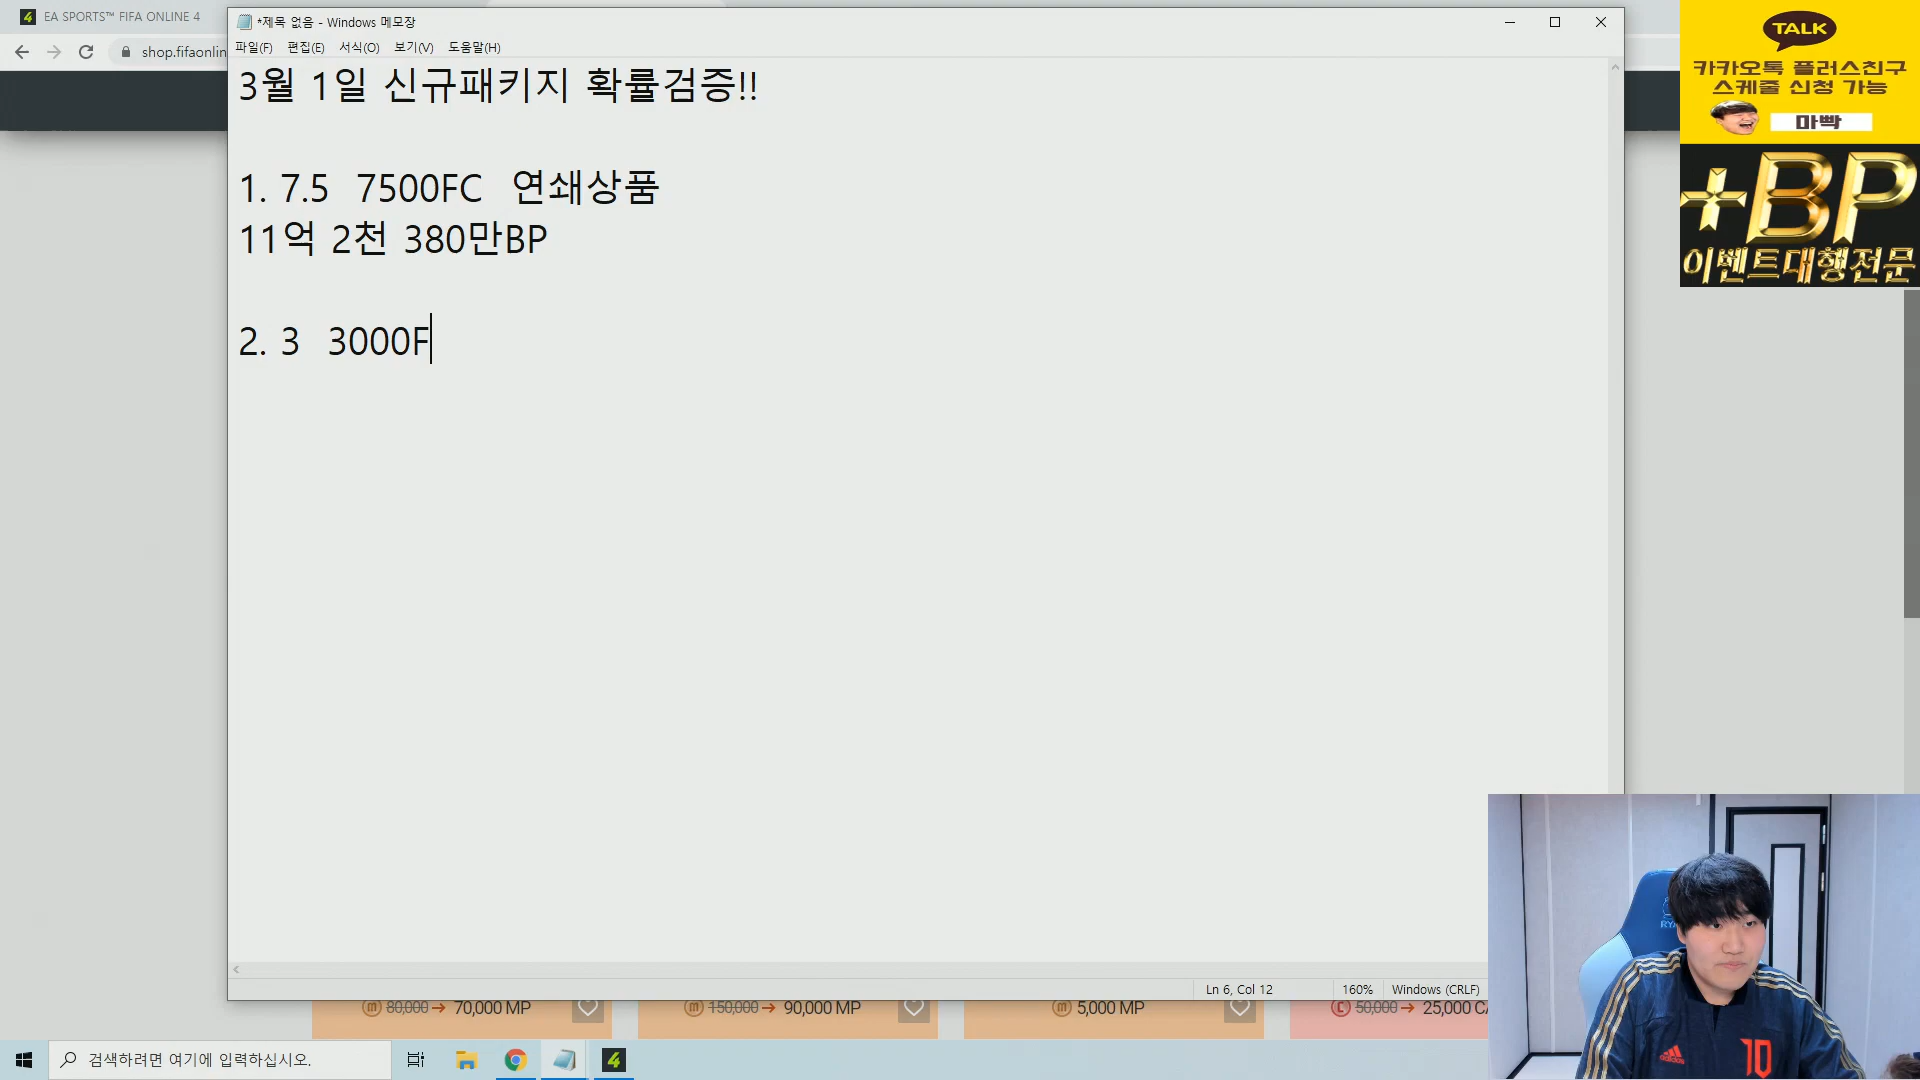 EA SPORTS™ FIFA ONLINE 4
shop.fifaonlin
*제목 없음 - Windows 메모장
파일(F) 편집(E) 서식(O) 보기(V) 도움말(H)
3월 1일 신규패키지 확률검증!!
1. 7.5 7500FC 연쇄상품
11억 2천 380만BP
2. 3 3000F
Ln 6, Col 12
160%
Windows (CRLF)
TALK
카카오톡 플러스친구
스케줄 신청 가능
마빡
+BP
이벤트대행전문
80,000 → 70,000 MP
150,000 → 90,000 MP
5,000 MP
50,000 → 25,000
adidas
10
검색하려면 여기에 입력하십시오.